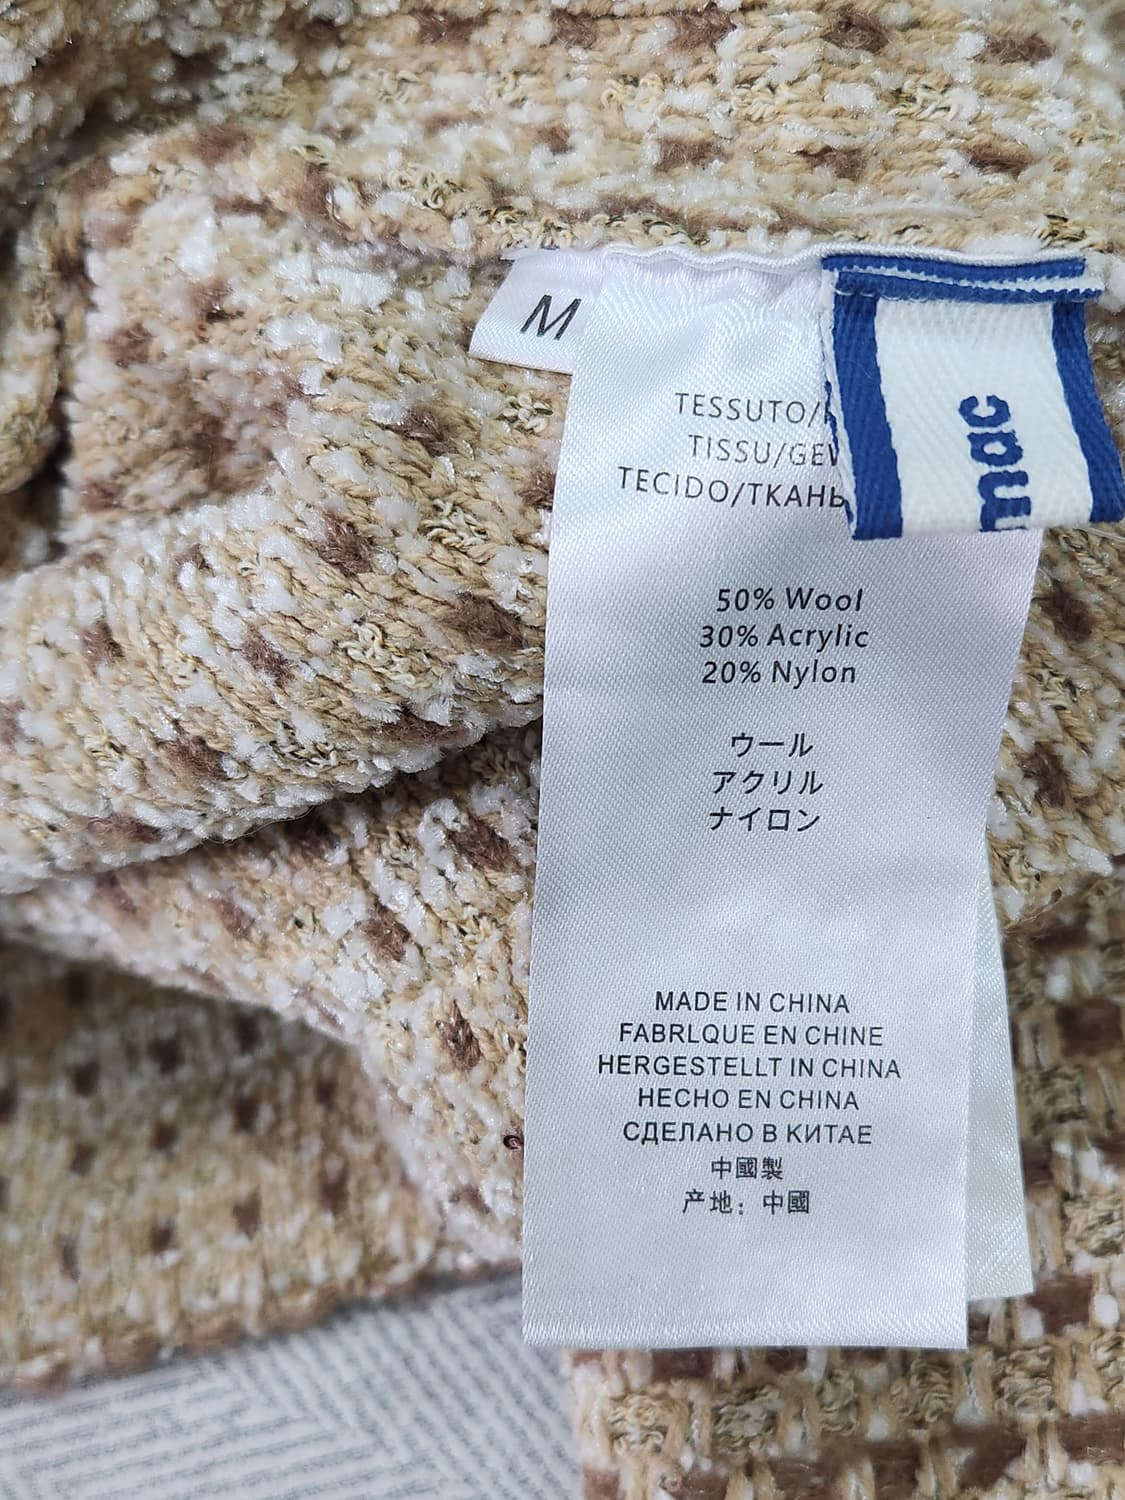 M
TESSUTO/
TISSU/GEW
TECIDO/ТКАНЬ
mac
50% Wool
30% Acrylic
20% Nylon
ウール
アクリル
ナイロン
MADE IN CHINA
FABRLQUE EN CHINE
HERGESTELLT IN CHINA
HECHO EN CHINA
СДЕЛАНО В КИТАЕ
中國製
产地：中國